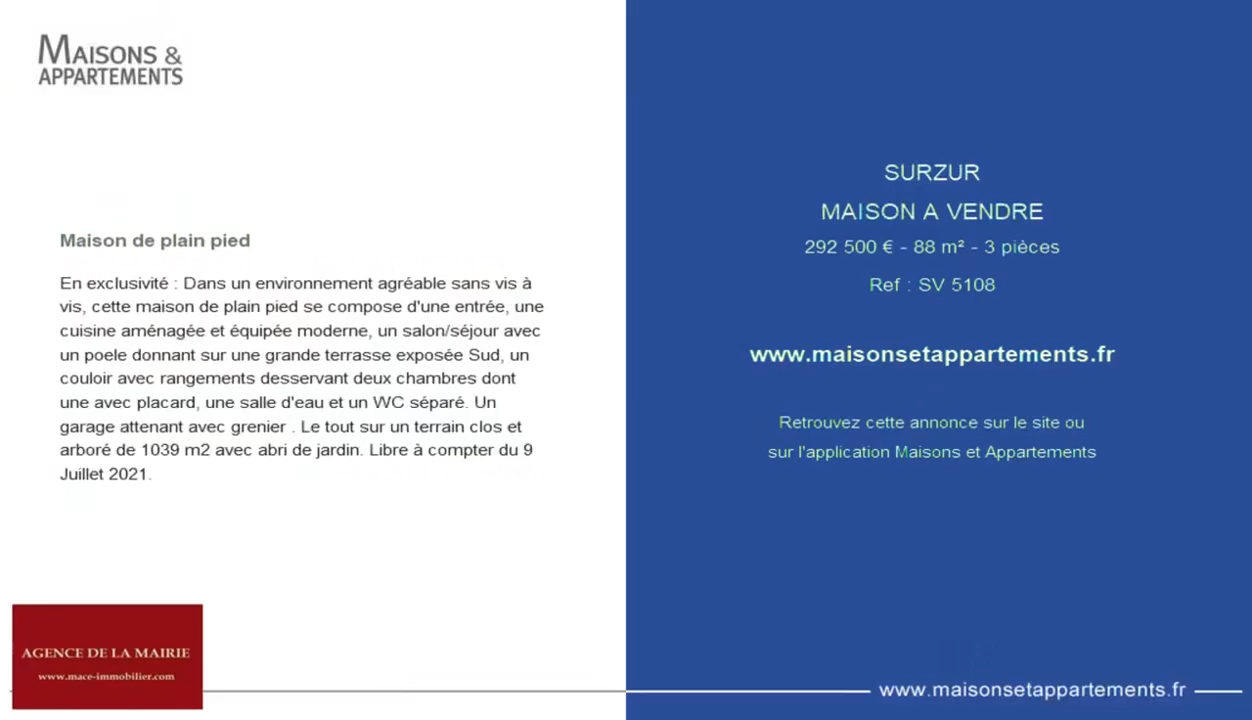 MAISONS &
APPARTEMENTS
Maison de plain pied
En exclusivité : Dans un environnement agréable sans vis à
vis, cette maison de plain pied se compose d'une entrée, une
cuisine aménagée et équipée moderne, un salon/séjour avec
un poele donnant sur une grande terrasse exposée Sud, un
couloir avec rangements desservant deux chambres dont
une avec placard, une salle d'eau et un WC séparé. Un
garage attenant avec grenier . Le tout sur un terrain clos et
arboré de 1039 m2 avec abri de jardin. Libre à compter du 9
Juillet 2021.
AGENCE DE LA MAIRIE
www.mace-immobilier.com
SURZUR
MAISON A VENDRE
292 500 € - 88 m² - 3 pièces
Ref : SV 5108
www.maisonsetappartements.fr
Retrouvez cette annonce sur le site ou
sur l'application Maisons et Appartements
www.maisonsetappartements.fr